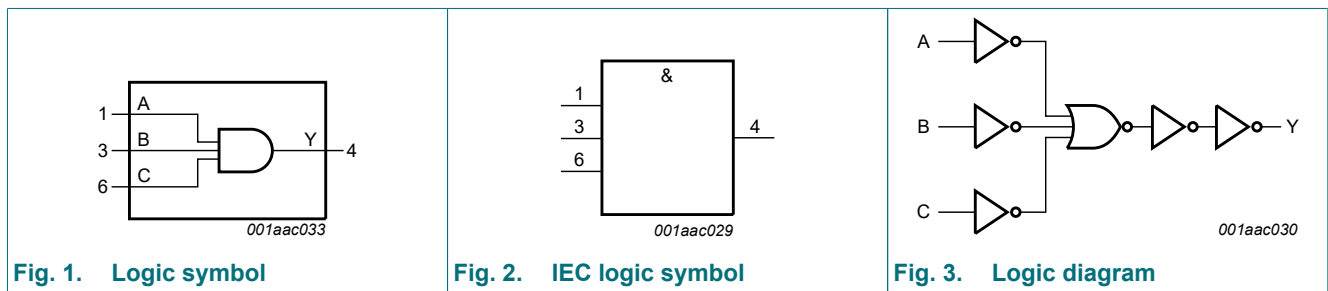 A
1
B
Y
3
4
C
6
001aac033
Fig. 1. Logic symbol
&
1
3
4
6
001aac029
Fig. 2. IEC logic symbol
A
B
Y
C
001aac030
Fig. 3. Logic diagram